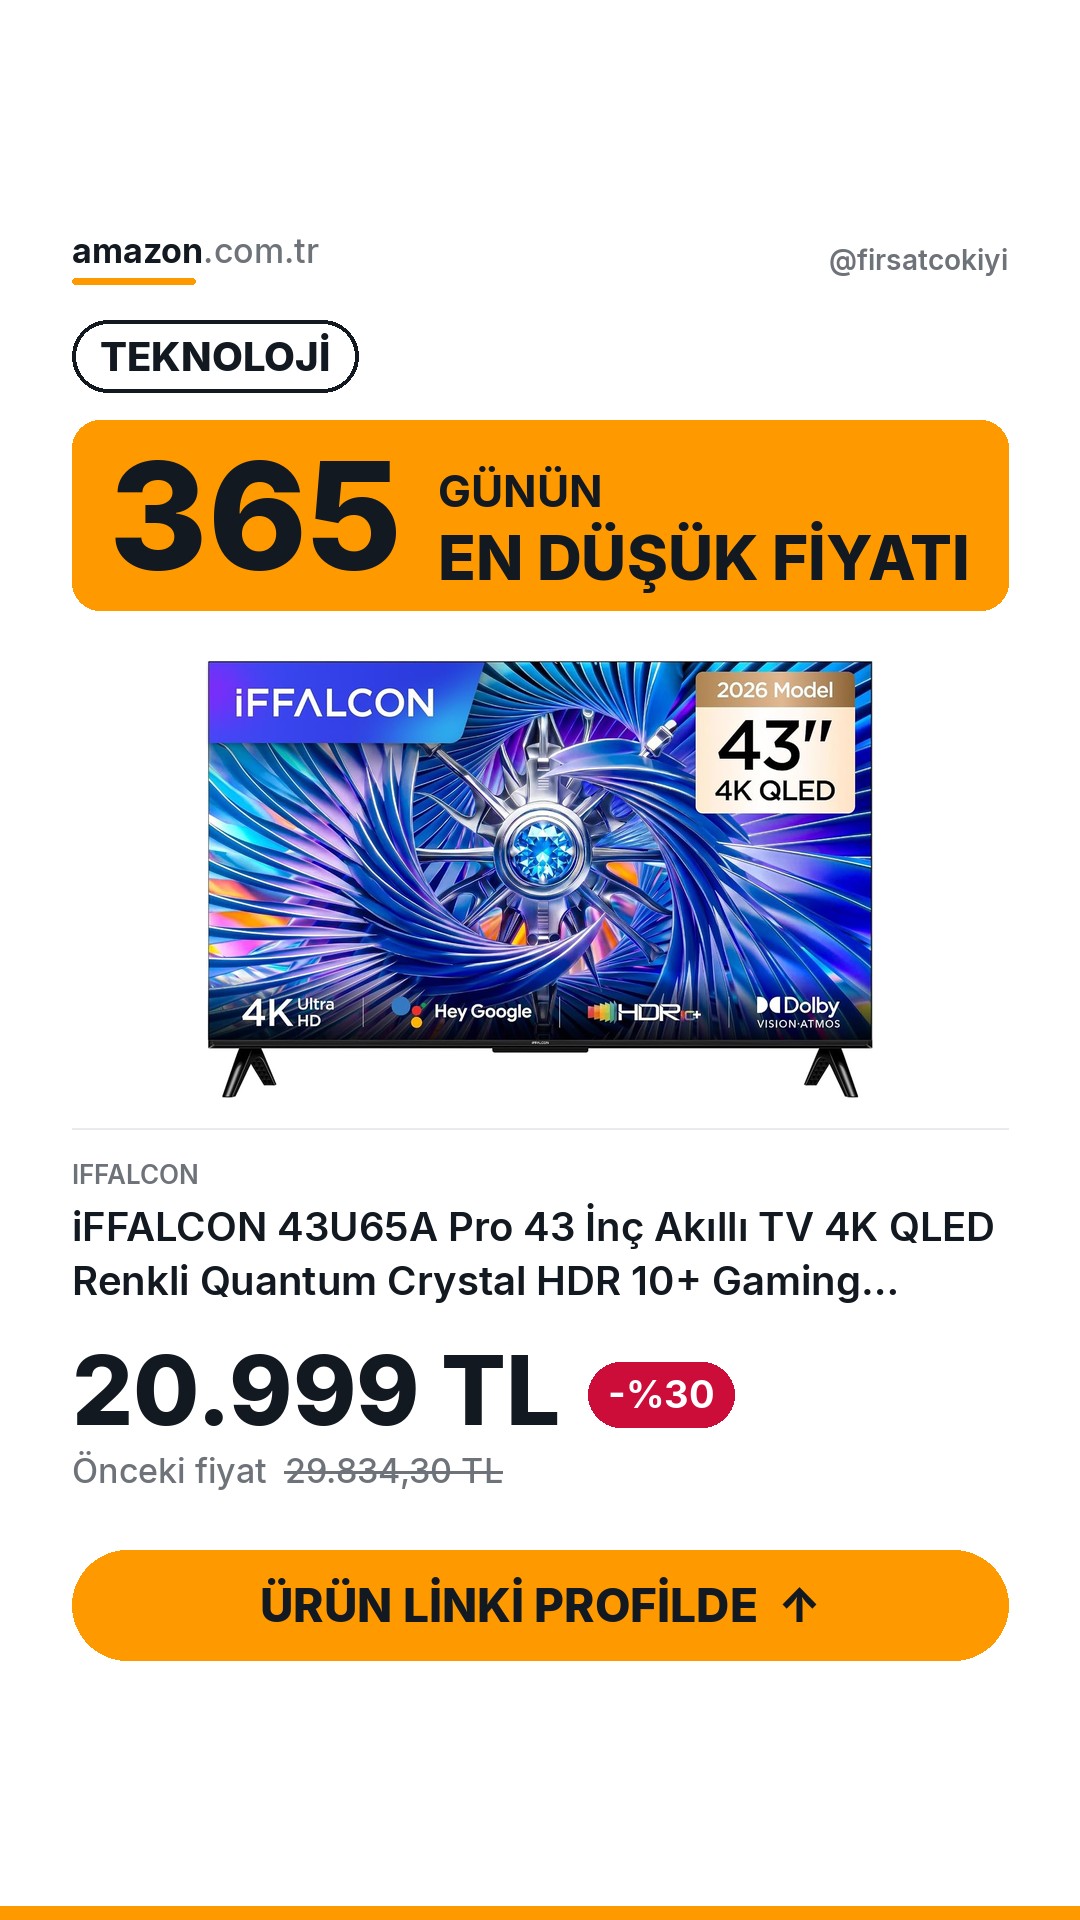 amazon.com.tr
@firsatcokiyi
TEKNOLOJİ
365
GÜNÜN
EN DÜŞÜK FİYATI
iFFALCON
2026 Model
43"
4K QLED
4K Ultra HD
Hey Google
HDR10+
Dolby
VISION·ATMOS
IFFALCON
iFFALCON 43U65A Pro 43 İnç Akıllı TV 4K QLED
Renkli Quantum Crystal HDR 10+ Gaming...
20.999 TL -%30
Önceki fiyat 29.834,30 TL
ÜRÜN LİNKİ PROFİLDE ↑